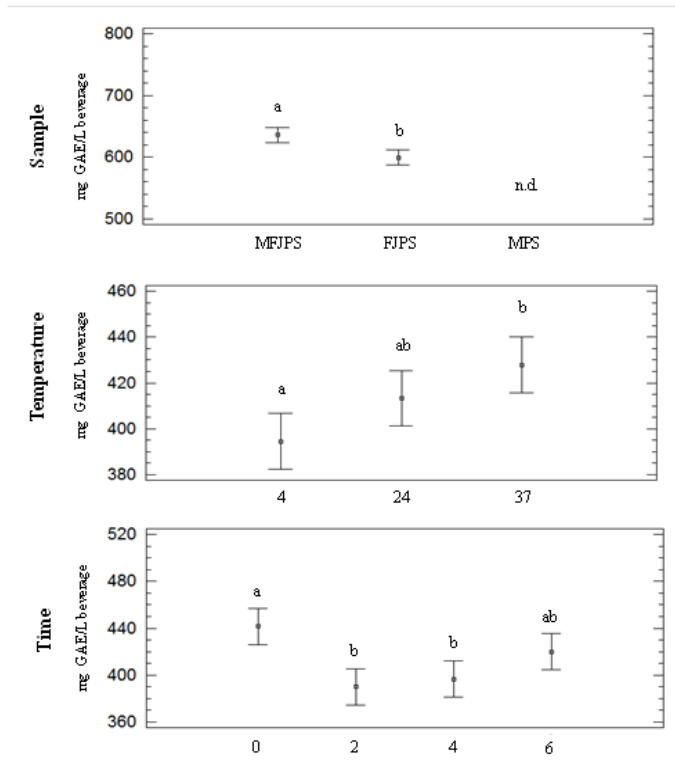 800
700
600
500
Sample
mg GAE/L beverage
a
b
n.d.
MFJPS FJPS MPS
460
440
420
400
380
Temperature
mg GAE/L beverage
a
ab
b
4 24 37
520
480
440
400
360
Time
mg GAE/L beverage
a
b
b
ab
0 2 4 6